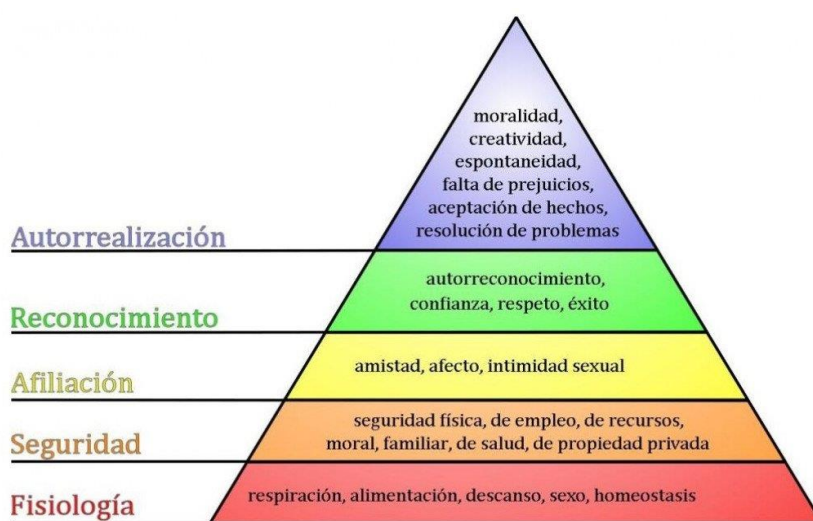 moralidad,
creatividad,
espontaneidad,
falta de prejuicios,
aceptación de hechos,
resolución de problemas
Autorrealización
autorreconocimiento,
confianza, respeto, éxito
Reconocimiento
amistad, afecto, intimidad sexual
Afiliación
seguridad física, de empleo, de recursos,
moral, familiar, de salud, de propiedad privada
Seguridad
respiración, alimentación, descanso, sexo, homeostasis
Fisiología